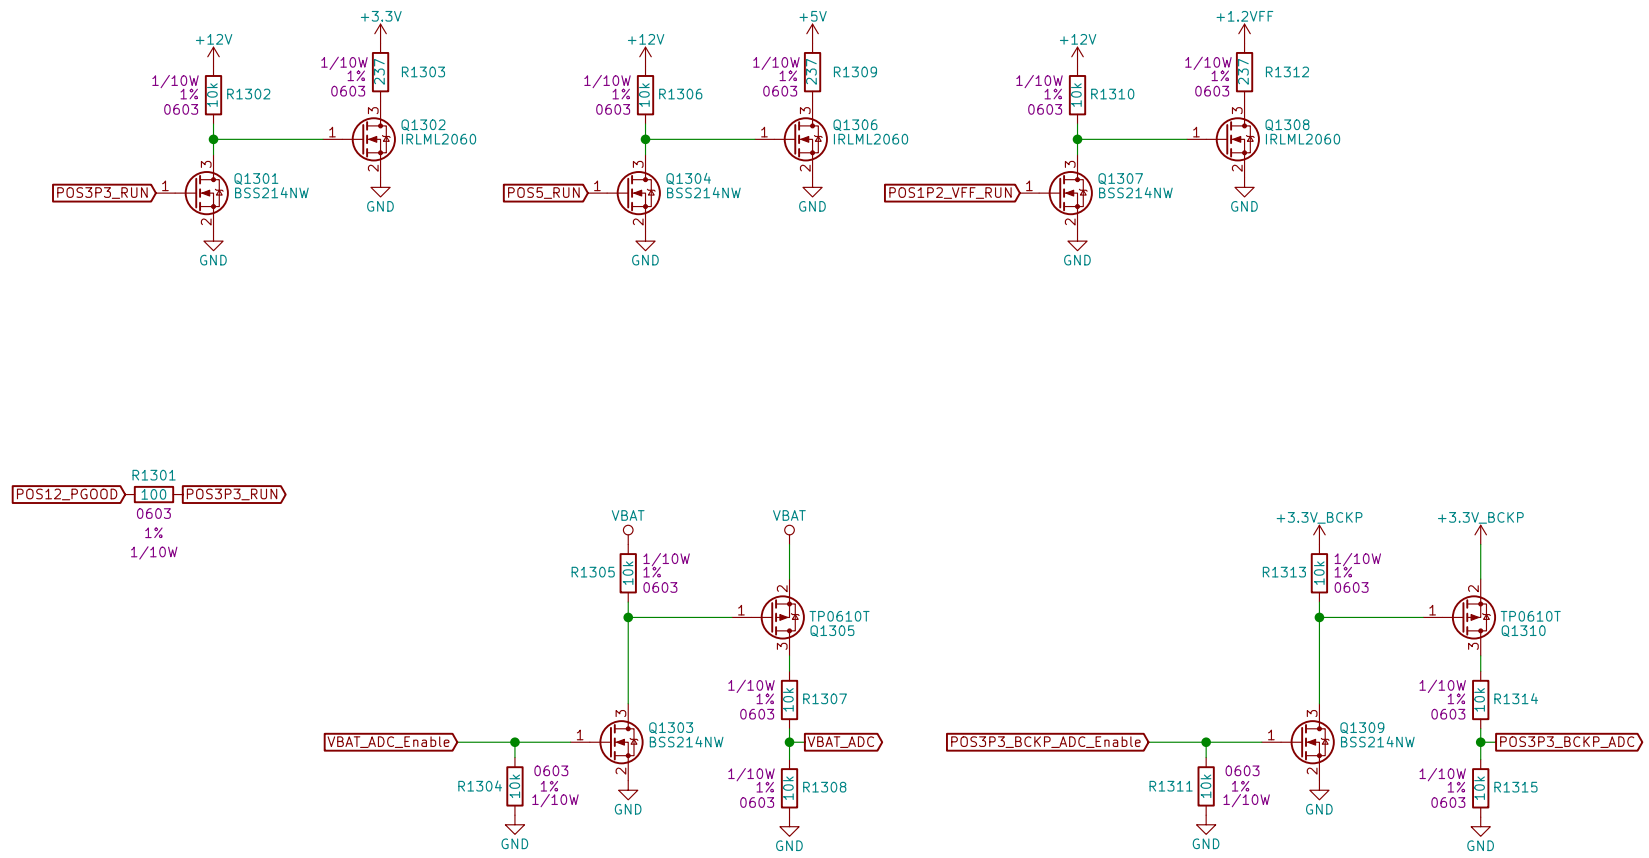 +12V
1/10W
1%
0603
10k
R1302
+3.3V
1/10W
1%
0603
237
R1303
3
1
2
Q1302
IRLML2060
GND
POS3P3_RUN
1
3
2
Q1301
BSS214NW
GND
+12V
1/10W
1%
0603
10k
R1306
+5V
1/10W
1%
0603
237
R1309
3
1
2
Q1306
IRLML2060
GND
POS5_RUN
1
3
2
Q1304
BSS214NW
GND
+12V
1/10W
1%
0603
10k
R1310
+1.2VFF
1/10W
1%
0603
237
R1312
3
1
2
Q1308
IRLML2060
GND
POS1P2_VFF_RUN
1
3
2
Q1307
BSS214NW
GND
R1301
POS12_PGOOD
100
POS3P3_RUN
0603
1%
1/10W
VBAT
R1305
10k
1/10W
1%
0603
VBAT
2
1
3
TP0610T
Q1305
1/10W
1%
0603
10k
R1307
VBAT_ADC_Enable
1
3
2
Q1303
BSS214NW
GND
VBAT_ADC
R1304
10k
0603
1%
1/10W
GND
1/10W
1%
0603
10k
R1308
GND
+3.3V_BCKP
R1313
10k
1/10W
1%
0603
+3.3V_BCKP
2
1
3
TP0610T
Q1310
1/10W
1%
0603
10k
R1314
POS3P3_BCKP_ADC_Enable
1
3
2
Q1309
BSS214NW
GND
POS3P3_BCKP_ADC
R1311
10k
0603
1%
1/10W
GND
1/10W
1%
0603
10k
R1315
GND